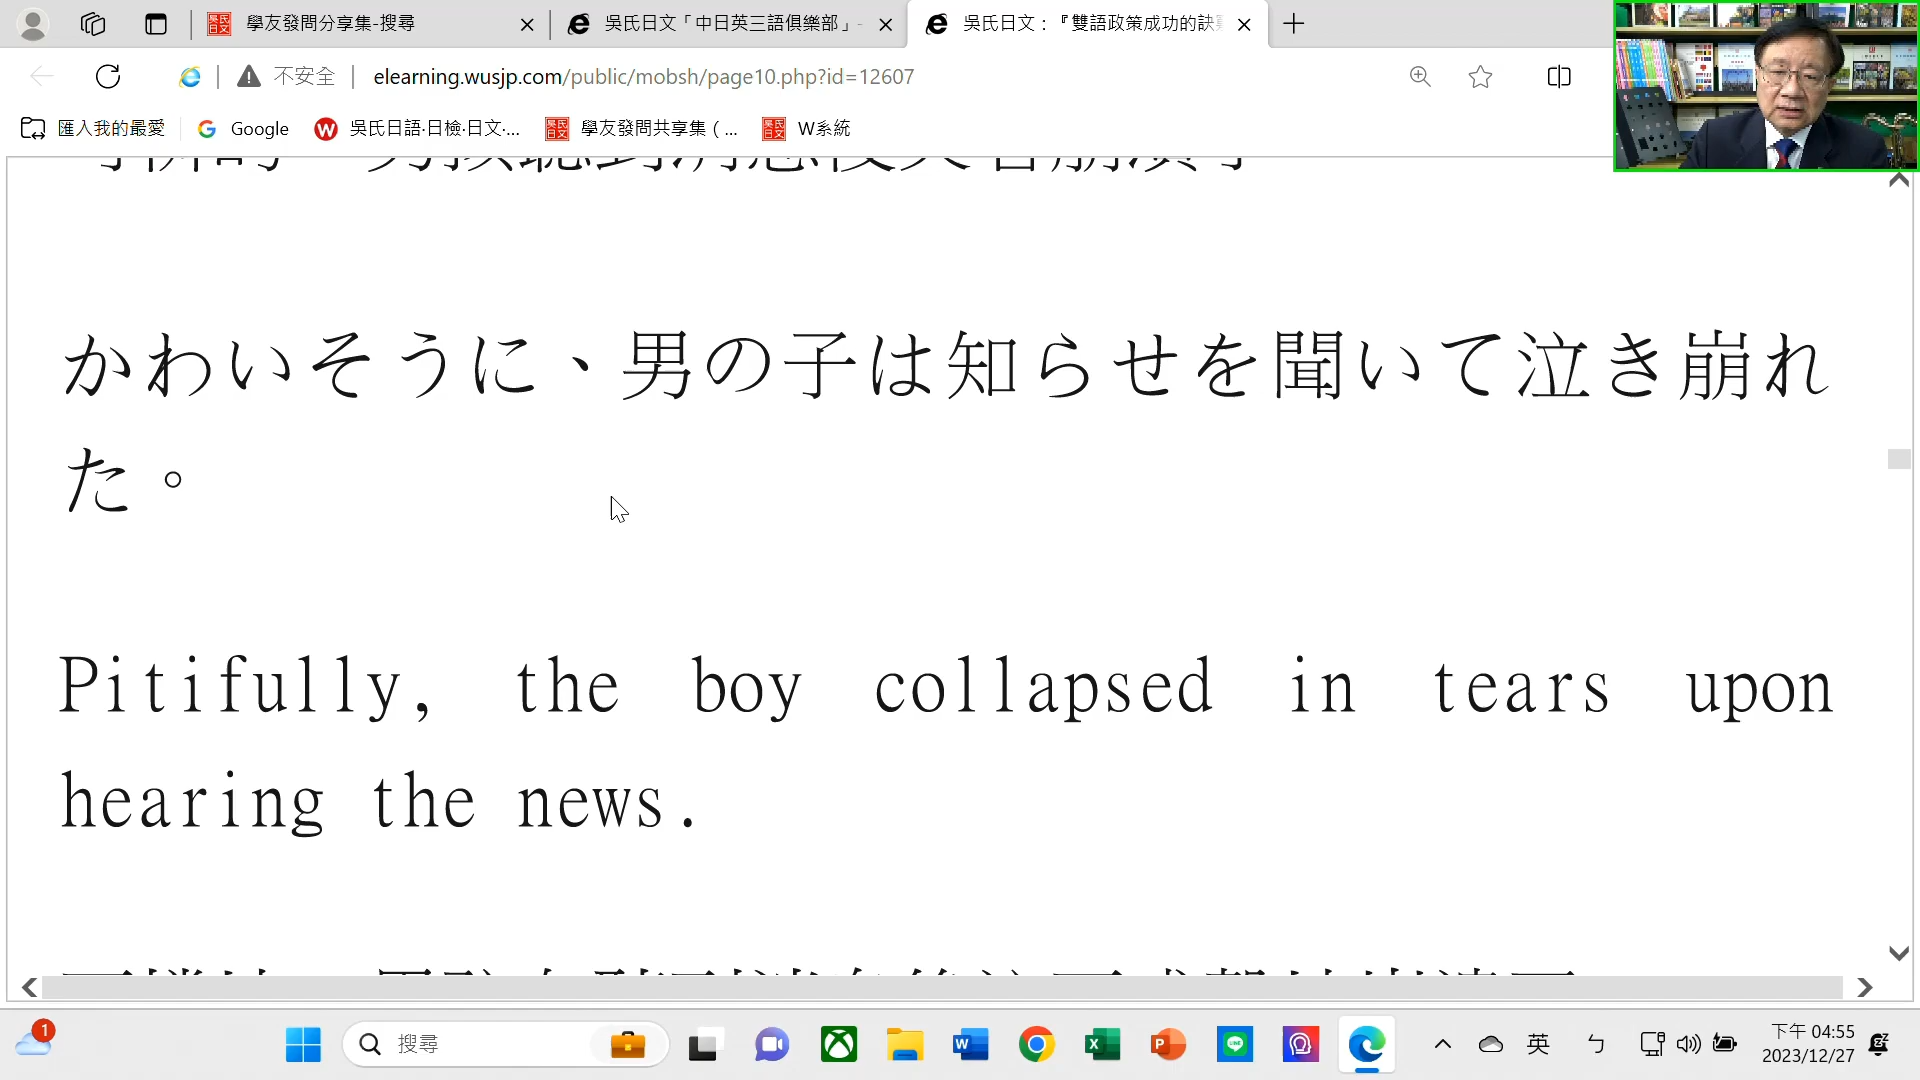 學友發問分享集-搜尋
吳氏日文「中日英三語俱樂部」-
吳氏日文：『雙語政策成功的訣
不安全
elearning.wusjp.com/public/mobsh/page10.php?id=12607
匯入我的最愛
Google
吳氏日語·日檢·日文·...
學友發問共享集 ( ...
W系統
かわいそうに、男の子は知らせを聞いて泣き崩れ
た。
Pitifully, the boy collapsed in tears upon
hearing the news.
1
搜尋
英
ㄅ
下午 04:55
2023/12/27